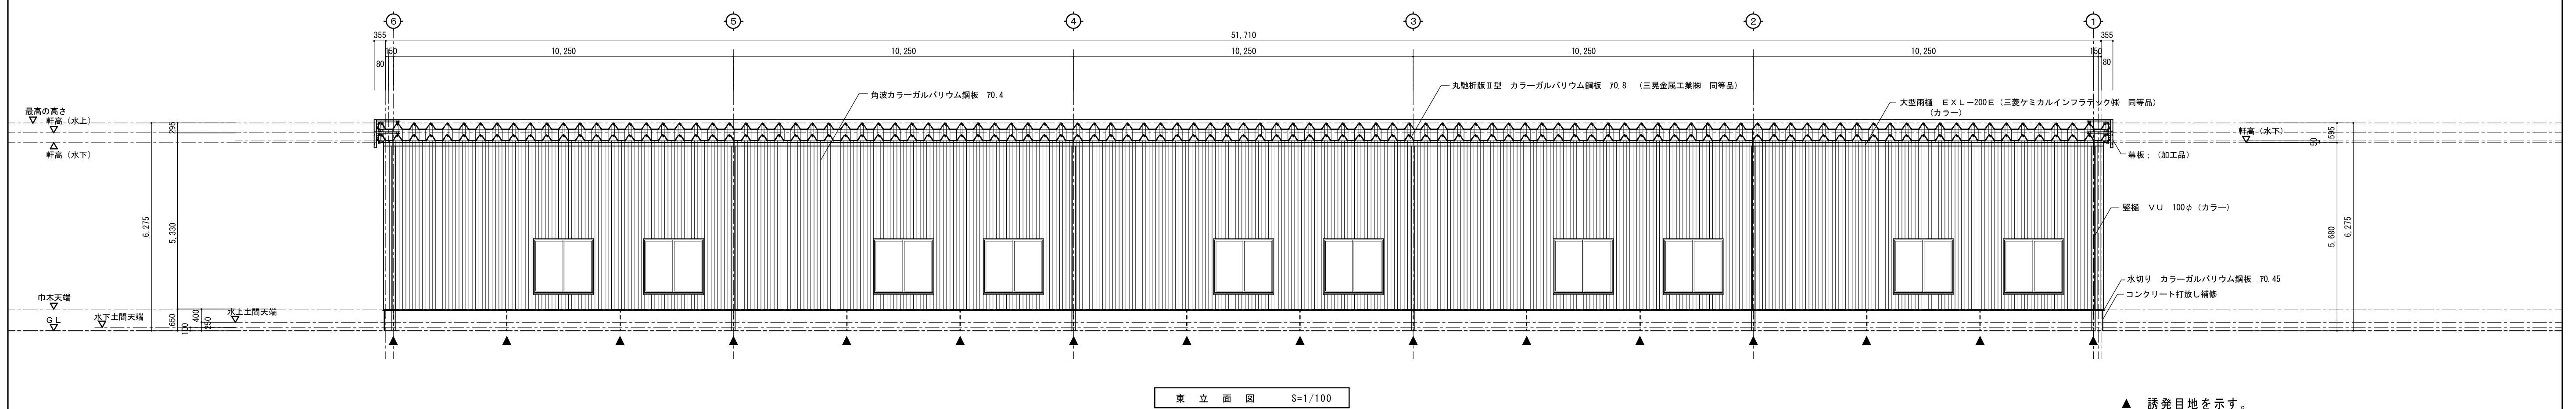 6 5 4 3 2 1
355 51,710 355
150 10,250 10,250 10,250 10,250 10,250 150
80 80
角波カラーガルバリウム鋼板 ｱ0.4
丸馳折版Ⅱ型 カラーガルバリウム鋼板 ｱ0.8 （三晃金属工業㈱ 同等品）
大型雨樋 ＥＸＬ－200Ｅ（三菱ケミカルインフラテック㈱ 同等品）
（カラー）
最高の高さ
軒高（水上）
軒高（水下）
295
6,275
5,330
軒高（水下）
50
595
幕板；（加工品）
竪樋 ＶＵ 100φ（カラー）
5,680
6,275
水切り カラーガルバリウム鋼板 ｱ0.45
コンクリート打放し補修
巾木天端
ＧＬ
水下土間天端
水上土間天端
650
100
400
250
東 立 面 図 S=1/100
▲ 誘発目地を示す。